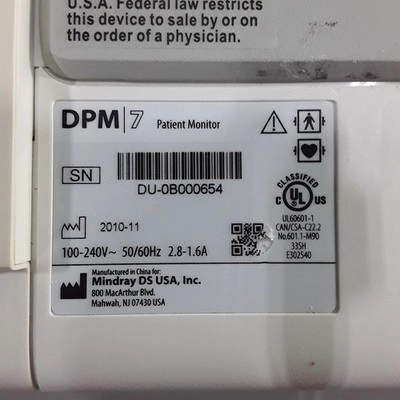 U.S.A. Federal law restricts
this device to sale by or on
the order of a physician.
DPM|7 Patient Monitor
SN
DU-0B000654
2010-11
100-240V~ 50/60Hz 2.8-1.6A
CLASSIFIED
C UL US
UL60601-1
CAN/CSA-C22.2
No.601.1-M90
335H
E302540
Manufactured in China for:
Mindray DS USA, Inc.
800 MacArthur Blvd.
Mahwah, NJ 07430 USA